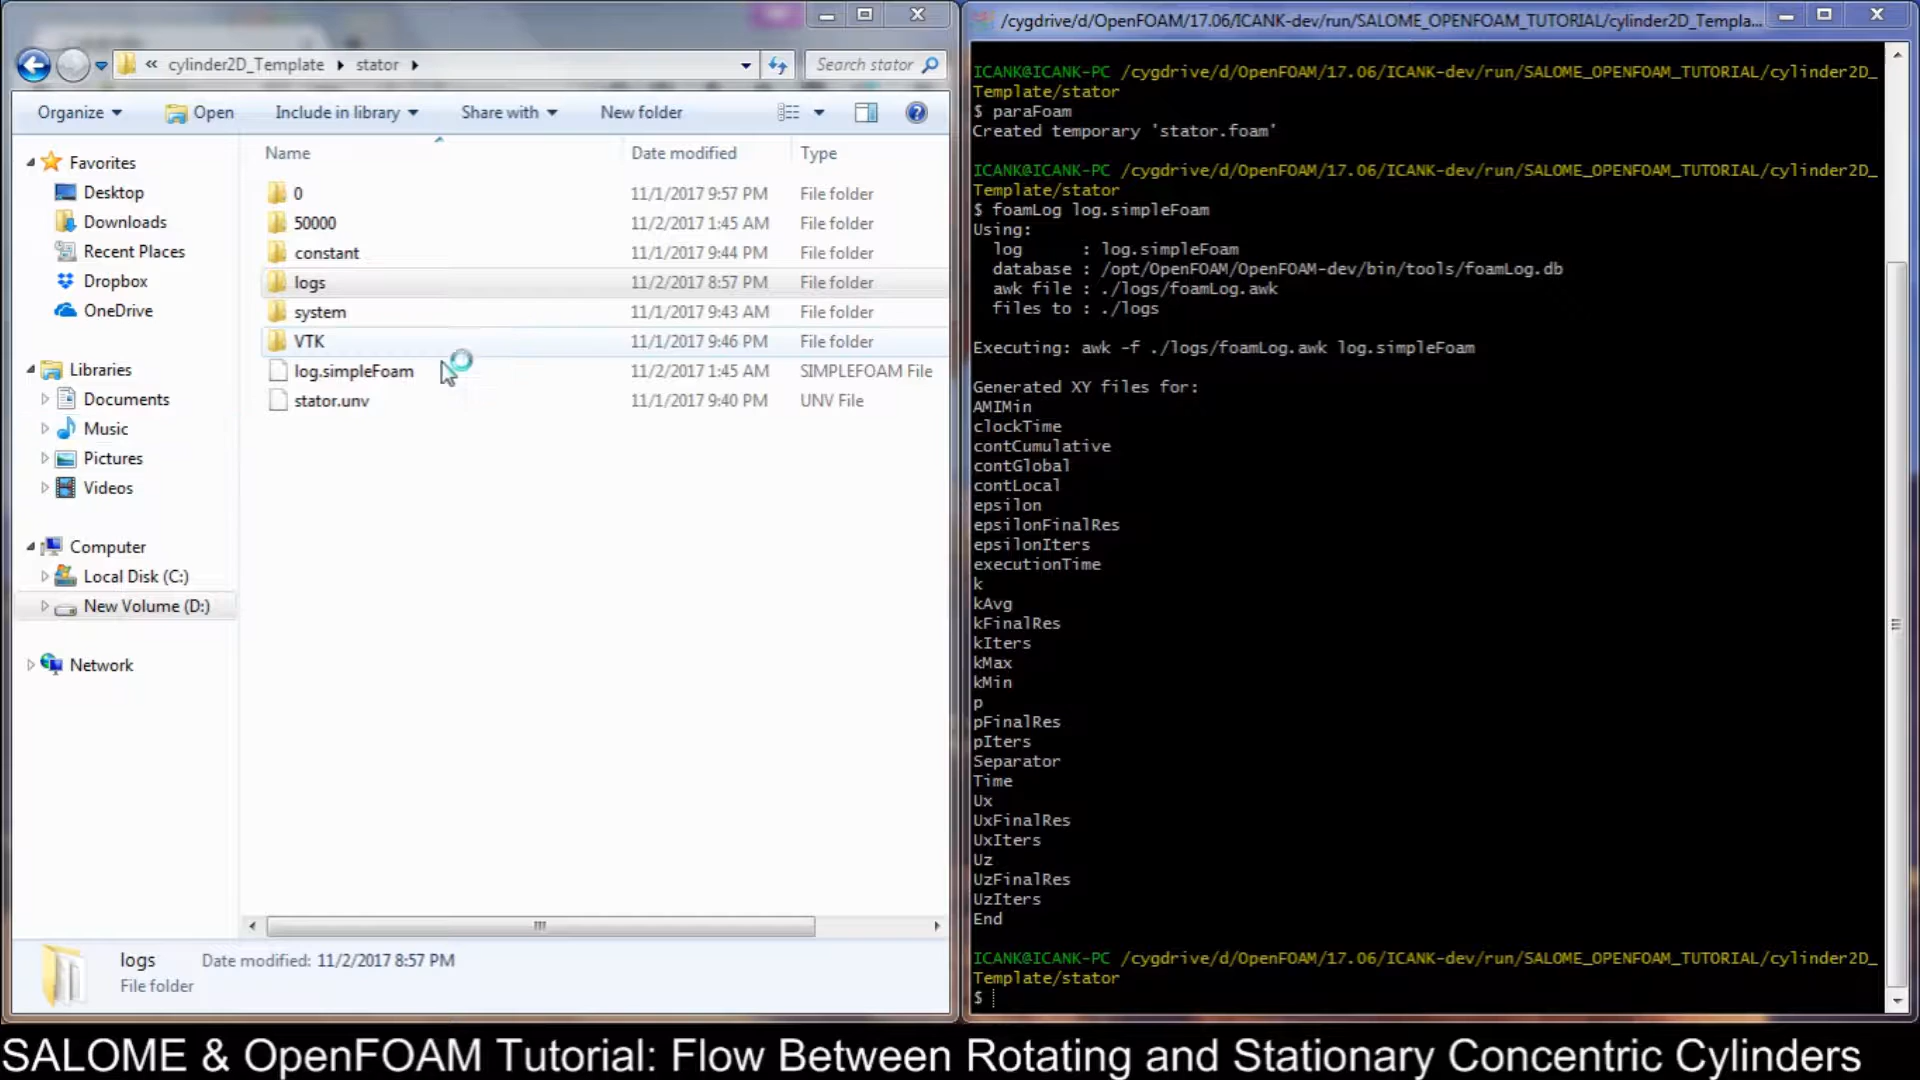 « cylinder2D_Template ▸ stator ▸
Search stator
Organize
Open
Include in library
Share with
New folder
Name
Date modified
Type
Favorites
Desktop
Downloads
Recent Places
Dropbox
OneDrive
Libraries
Documents
Music
Pictures
Videos
Computer
Local Disk (C:)
New Volume (D:)
Network
0 11/1/2017 9:57 PM File folder
50000 11/2/2017 1:45 AM File folder
constant 11/1/2017 9:44 PM File folder
logs 11/2/2017 8:57 PM File folder
system 11/1/2017 9:43 AM File folder
VTK 11/1/2017 9:46 PM File folder
log.simpleFoam 11/2/2017 1:45 AM SIMPLEFOAM File
stator.unv 11/1/2017 9:40 PM UNV File
logs Date modified: 11/2/2017 8:57 PM
File folder
/cygdrive/d/OpenFOAM/17.06/ICANK-dev/run/SALOME_OPENFOAM_TUTORIAL/cylinder2D_Templa...
ICANK@ICANK-PC /cygdrive/d/OpenFOAM/17.06/ICANK-dev/run/SALOME_OPENFOAM_TUTORIAL/cylinder2D_
Template/stator
$ paraFoam
Created temporary 'stator.foam'
ICANK@ICANK-PC /cygdrive/d/OpenFOAM/17.06/ICANK-dev/run/SALOME_OPENFOAM_TUTORIAL/cylinder2D_
Template/stator
$ foamLog log.simpleFoam
Using:
log : log.simpleFoam
database : /opt/OpenFOAM/OpenFOAM-dev/bin/tools/foamLog.db
awk file : ./logs/foamLog.awk
files to : ./logs
Executing: awk -f ./logs/foamLog.awk log.simpleFoam
Generated XY files for:
AMIMin
clockTime
contCumulative
contGlobal
contLocal
epsilon
epsilonFinalRes
epsilonIters
executionTime
k
kAvg
kFinalRes
kIters
kMax
kMin
p
pFinalRes
pIters
Separator
Time
Ux
UxFinalRes
UxIters
Uz
UzFinalRes
UzIters
End
ICANK@ICANK-PC /cygdrive/d/OpenFOAM/17.06/ICANK-dev/run/SALOME_OPENFOAM_TUTORIAL/cylinder2D_
Template/stator
$
SALOME & OpenFOAM Tutorial: Flow Between Rotating and Stationary Concentric Cylinders